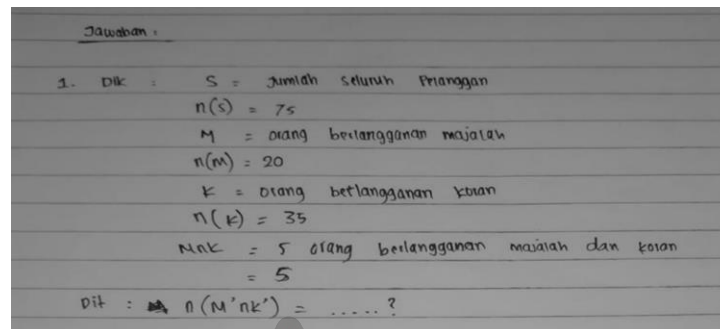 Jawaban :
1. Dik : S = Jumlah seluruh Prlanggan
n(s) = 75
M = orang berlangganan majalah
n(M) = 20
K = orang berlangganan koran
n(K) = 35
MnK = 5 orang berlangganan majalah dan koran
= 5
Dit : n(M'nK') = .....?